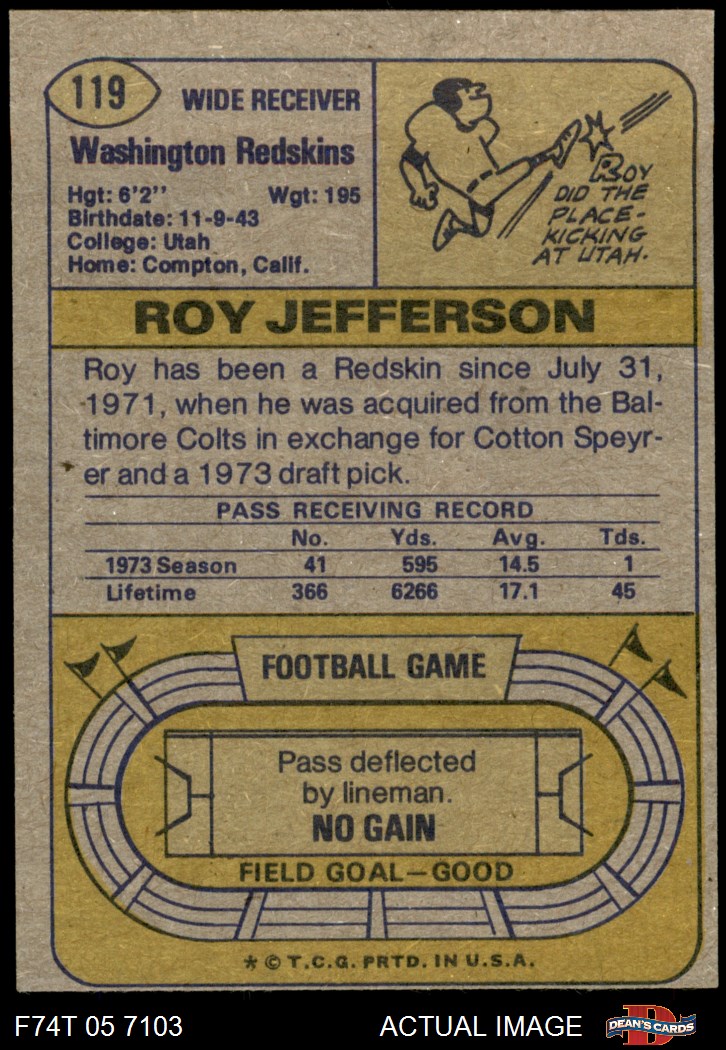 119
WIDE RECEIVER
Washington Redskins
Hgt: 6'2" Wgt: 195
Birthdate: 11-9-43
College: Utah
Home: Compton, Calif.
ROY
DID THE
PLACE-
KICKING
AT UTAH.
ROY JEFFERSON
Roy has been a Redskin since July 31,
1971, when he was acquired from the Bal-
timore Colts in exchange for Cotton Speyr-
er and a 1973 draft pick.
PASS RECEIVING RECORD
No. Yds. Avg. Tds.
1973 Season 41 595 14.5 1
Lifetime 366 6266 17.1 45
FOOTBALL GAME
Pass deflected
by lineman.
NO GAIN
FIELD GOAL—GOOD
* © T.C.G. PRTD. IN U.S.A.
F74T 05 7103 ACTUAL IMAGE
D
DEAN'S CARDS